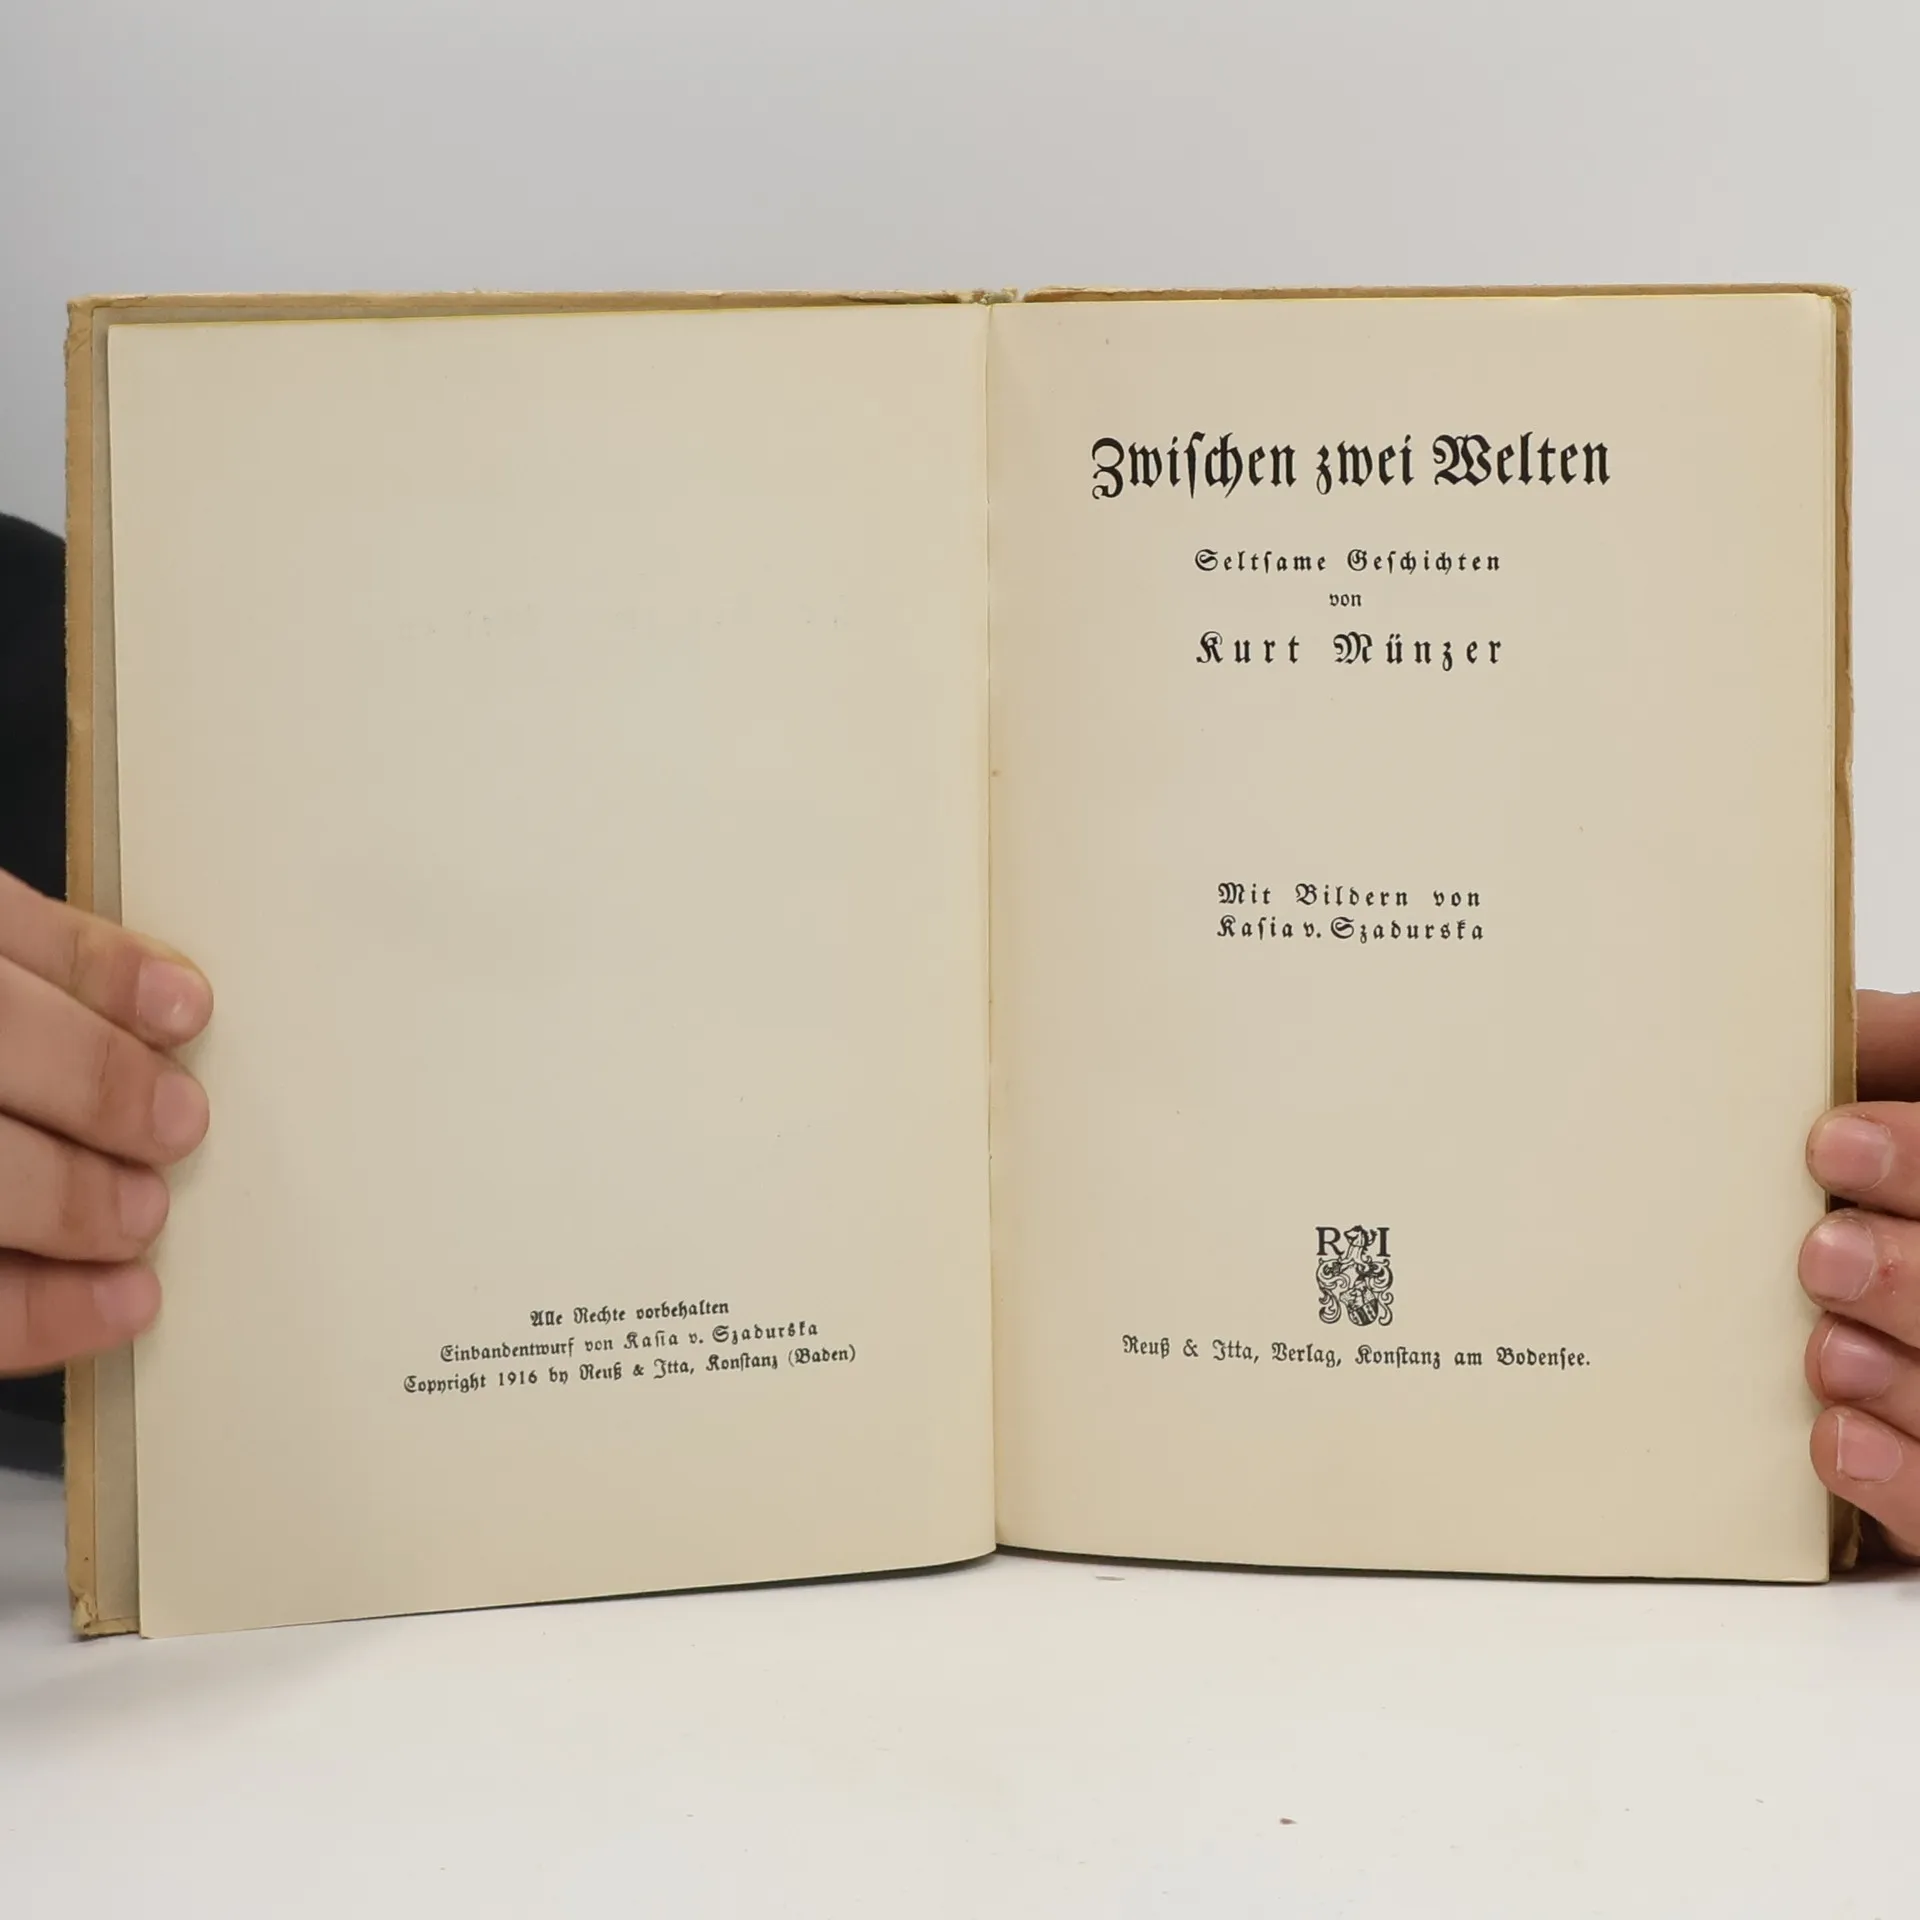 Alle Rechte vorbehalten
Einbandentwurf von Kasia v. Szadurska
Copyright 1916 by Reuß & Itta, Konstanz (Baden)
Zwischen zwei Welten
Seltsame Geschichten
von
Kurt Münzer
Mit Bildern von
Kasia v. Szadurska
R I
Reuß & Itta, Verlag, Konstanz am Bodensee.